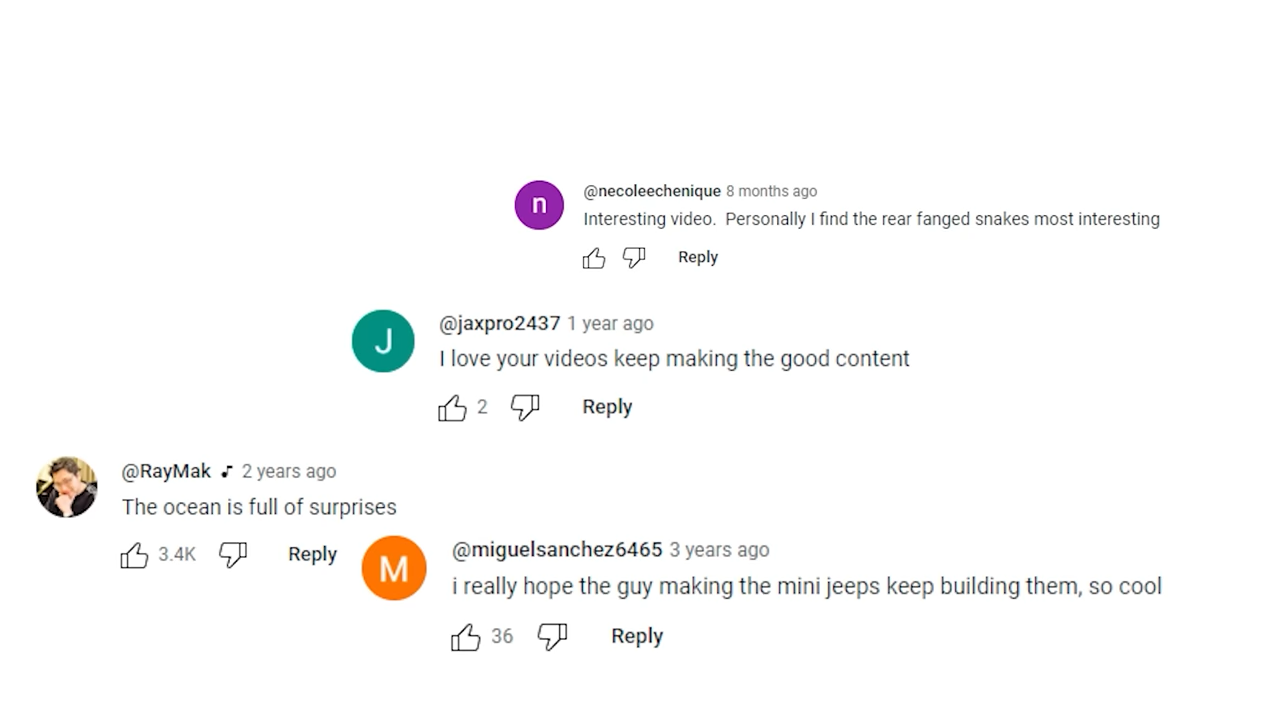 n
@necoleechenique 8 months ago
Interesting video.  Personally I find the rear fanged snakes most interesting
Reply
J
@jaxpro2437 1 year ago
I love your videos keep making the good content
2 Reply
@RayMak 2 years ago
The ocean is full of surprises
3.4K Reply
M
@miguelsanchez6465 3 years ago
i really hope the guy making the mini jeeps keep building them, so cool
36 Reply